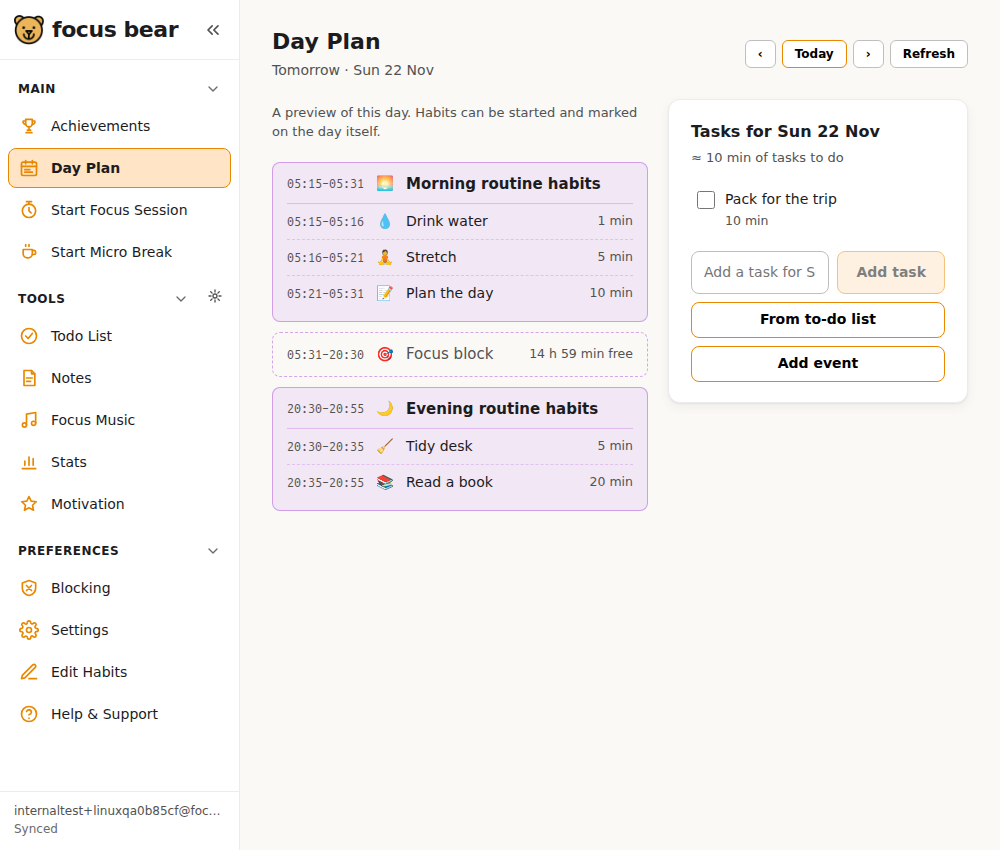 focus bear
MAIN
Achievements
Day Plan
Start Focus Session
Start Micro Break
TOOLS
Todo List
Notes
Focus Music
Stats
Motivation
PREFERENCES
Blocking
Settings
Edit Habits
Help & Support
internaltest+linuxqa0b85cf@foc...
Synced
Day Plan
Tomorrow · Sun 22 Nov
‹ Today › Refresh
A preview of this day. Habits can be started and marked
on the day itself.
05:15–05:31 Morning routine habits
05:15–05:16 Drink water 1 min
05:16–05:21 Stretch 5 min
05:21–05:31 Plan the day 10 min
05:31–20:30 Focus block 14 h 59 min free
20:30–20:55 Evening routine habits
20:30–20:35 Tidy desk 5 min
20:35–20:55 Read a book 20 min
Tasks for Sun 22 Nov
≈ 10 min of tasks to do
Pack for the trip
10 min
Add a task for S Add task
From to-do list
Add event